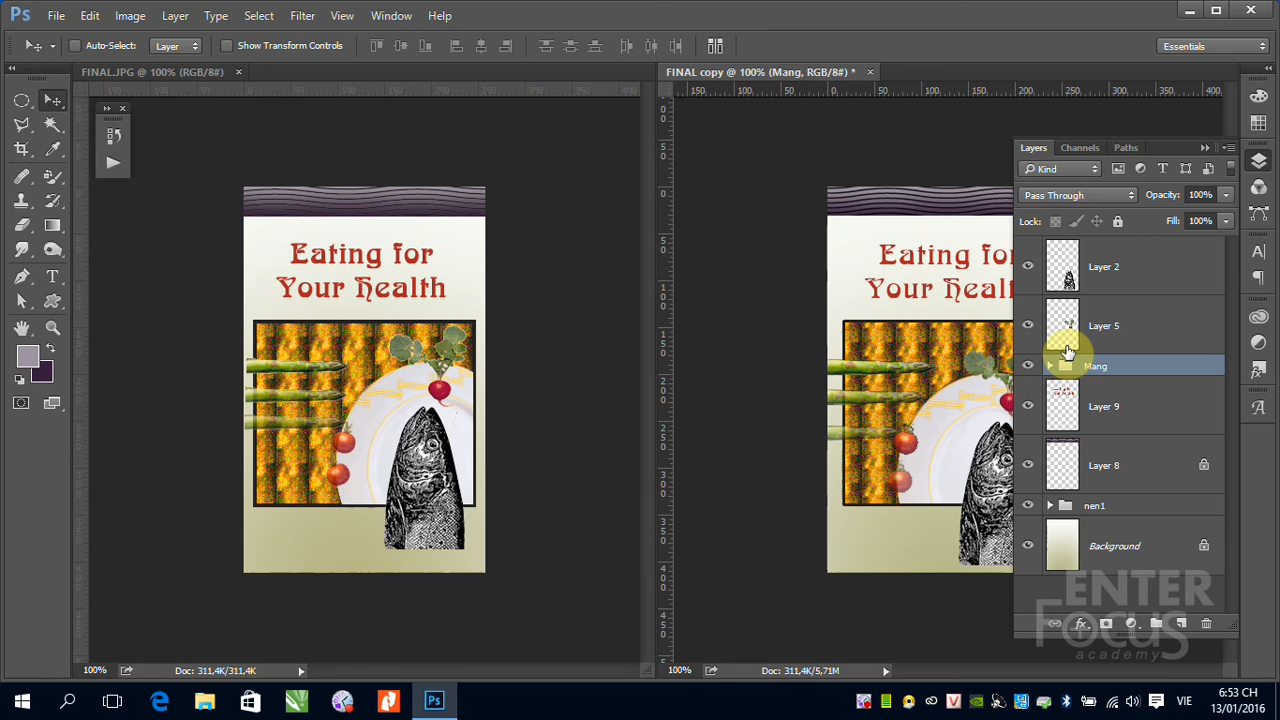 Ps File Edit Image Layer Type Select Filter View Window Help
Auto-Select: Layer Show Transform Controls Essentials
FINAL.JPG @ 100% (RGB/8#) × FINAL copy @ 100% (Mang, RGB/8#) * ×
Eating for
Your Health
Eating fo
Your Healt
Layers Channels Paths
Kind
Pass Through Opacity: 100%
Lock: Fill: 100%
Layer 2
Layer 5
Mang
Layer 9
Layer 8
nen1
Background
ENTER
FOCUS
academy
100% Doc: 311,4K/311,4K 100% Doc: 311,4K/5,71M
Ps VIE 6:53 CH
13/01/2016